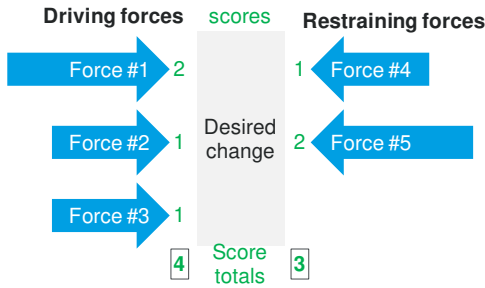 Driving forces scores Restraining forces
Force #1 2 1 Force #4
Force #2 1 Desired change 2 Force #5
Force #3 1
4 Score totals 3